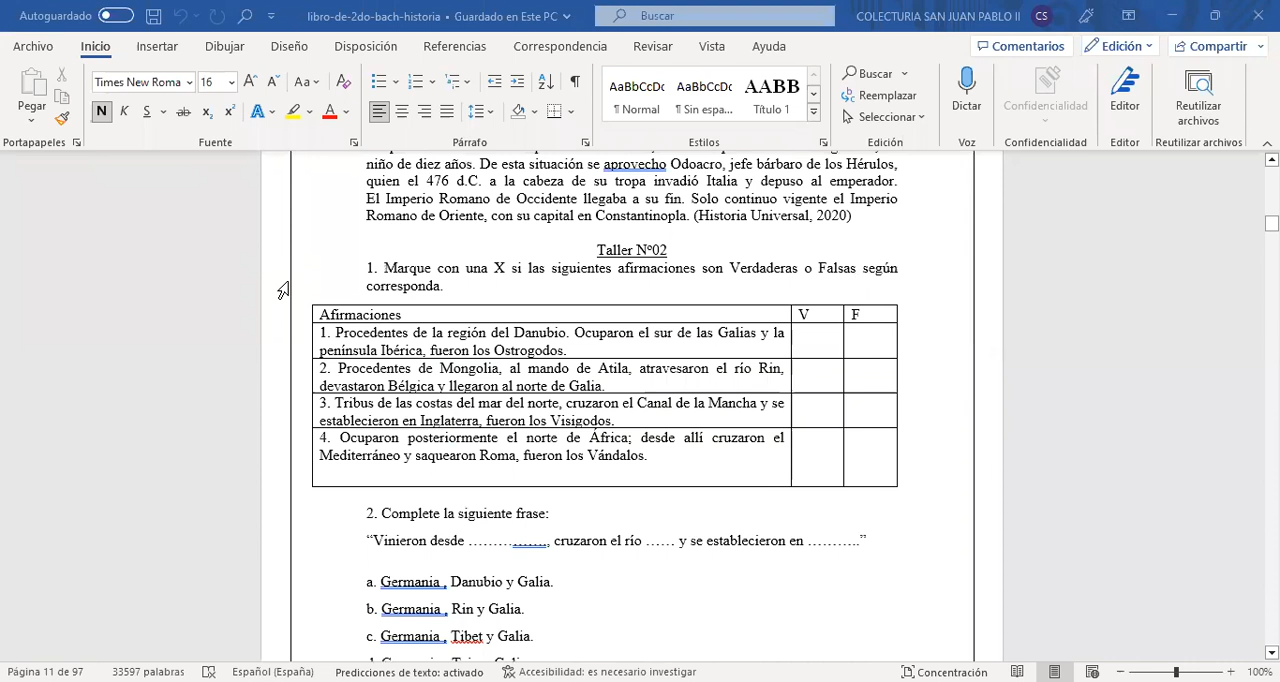 Autoguardado libro-de-2do-bach-historia • Guardado en Este PC Buscar COLECTURIA SAN JUAN PABLO II CS
Archivo Inicio Insertar Dibujar Diseño Disposición Referencias Correspondencia Revisar Vista Ayuda Comentarios Edición Compartir
Pegar Times New Roma 16 Aa AaBbCcDc AaBbCcDc AABB Buscar Reemplazar Seleccionar Dictar Confidencialidad Editor Reutilizar archivos
N K S ab x₂ x² A A ¶ Normal ¶ Sin espa... Título 1
Portapapeles Fuente Párrafo Estilos Edición Voz Confidencialidad Editor Reutilizar archivos
niño de diez años. De esta situación se aprovecho Odoacro, jefe bárbaro de los Hérulos,
quien el 476 d.C. a la cabeza de su tropa invadió Italia y depuso al emperador.
El Imperio Romano de Occidente llegaba a su fin. Solo continuo vigente el Imperio
Romano de Oriente, con su capital en Constantinopla. (Historia Universal, 2020)
Taller Nº02
1. Marque con una X si las siguientes afirmaciones son Verdaderas o Falsas según
corresponda.
Afirmaciones V F
1. Procedentes de la región del Danubio. Ocuparon el sur de las Galias y la
península Ibérica, fueron los Ostrogodos.
2. Procedentes de Mongolia, al mando de Atila, atravesaron el río Rin,
devastaron Bélgica y llegaron al norte de Galia.
3. Tribus de las costas del mar del norte, cruzaron el Canal de la Mancha y se
establecieron en Inglaterra, fueron los Visigodos.
4. Ocuparon posteriormente el norte de África; desde allí cruzaron el
Mediterráneo y saquearon Roma, fueron los Vándalos.
2. Complete la siguiente frase:
“Vinieron desde ……………., cruzaron el río …… y se establecieron en ………..”
a. Germania , Danubio y Galia.
b. Germania , Rin y Galia.
c. Germania , Tibet y Galia.
Página 11 de 97 33597 palabras Español (España) Predicciones de texto: activado Accesibilidad: es necesario investigar Concentración 100%